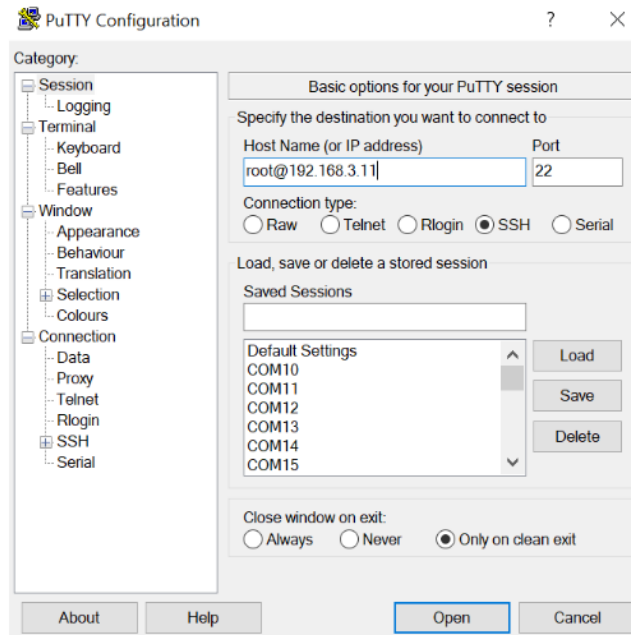 PuTTY Configuration
?
Category:
Session
Logging
Terminal
Keyboard
Bell
Features
Window
Appearance
Behaviour
Translation
Selection
Colours
Connection
Data
Proxy
Telnet
Rlogin
SSH
Serial
Basic options for your PuTTY session
Specify the destination you want to connect to
Host Name (or IP address) Port
root@192.168.3.11 22
Connection type:
Raw Telnet Rlogin SSH Serial
Load, save or delete a stored session
Saved Sessions
Default Settings
COM10
COM11
COM12
COM13
COM14
COM15
Load
Save
Delete
Close window on exit:
Always Never Only on clean exit
About Help Open Cancel